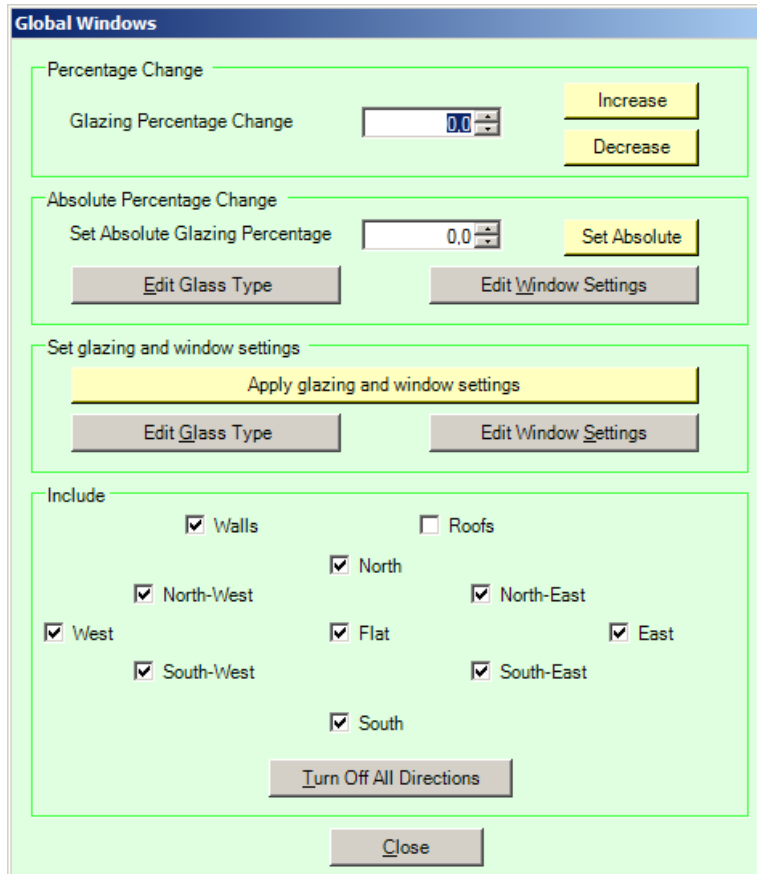 Global Windows
Percentage Change
Glazing Percentage Change 0,0 Increase
Decrease
Absolute Percentage Change
Set Absolute Glazing Percentage 0,0 Set Absolute
Edit Glass Type Edit Window Settings
Set glazing and window settings
Apply glazing and window settings
Edit Glass Type Edit Window Settings
Include
Walls Roofs
North
North-West North-East
West Flat East
South-West South-East
South
Turn Off All Directions
Close